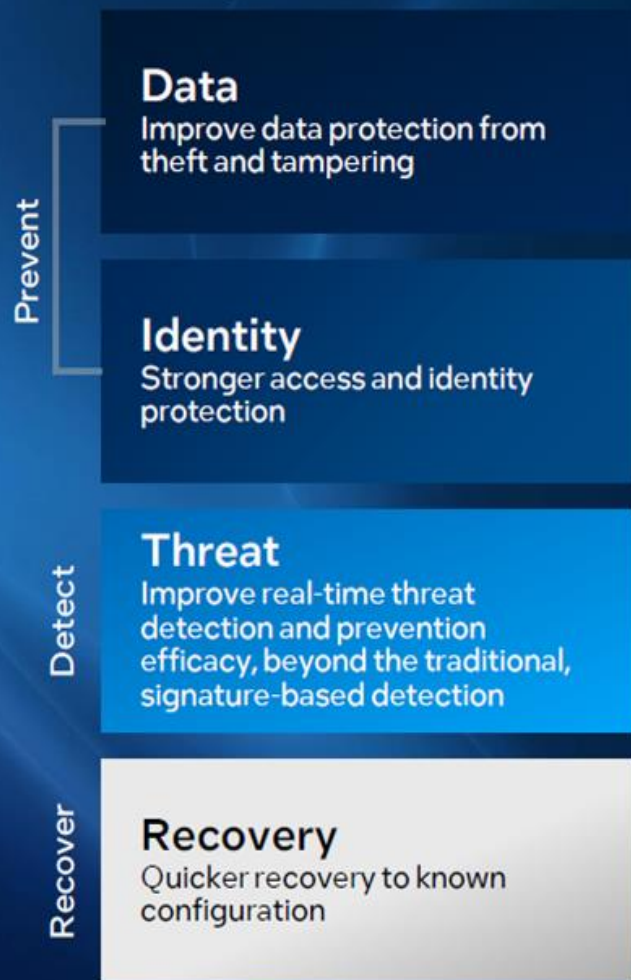 Prevent
Data
Improve data protection from
theft and tampering
Identity
Stronger access and identity
protection
Detect
Threat
Improve real-time threat
detection and prevention
efficacy, beyond the traditional,
signature-based detection
Recover
Recovery
Quicker recovery to known
configuration